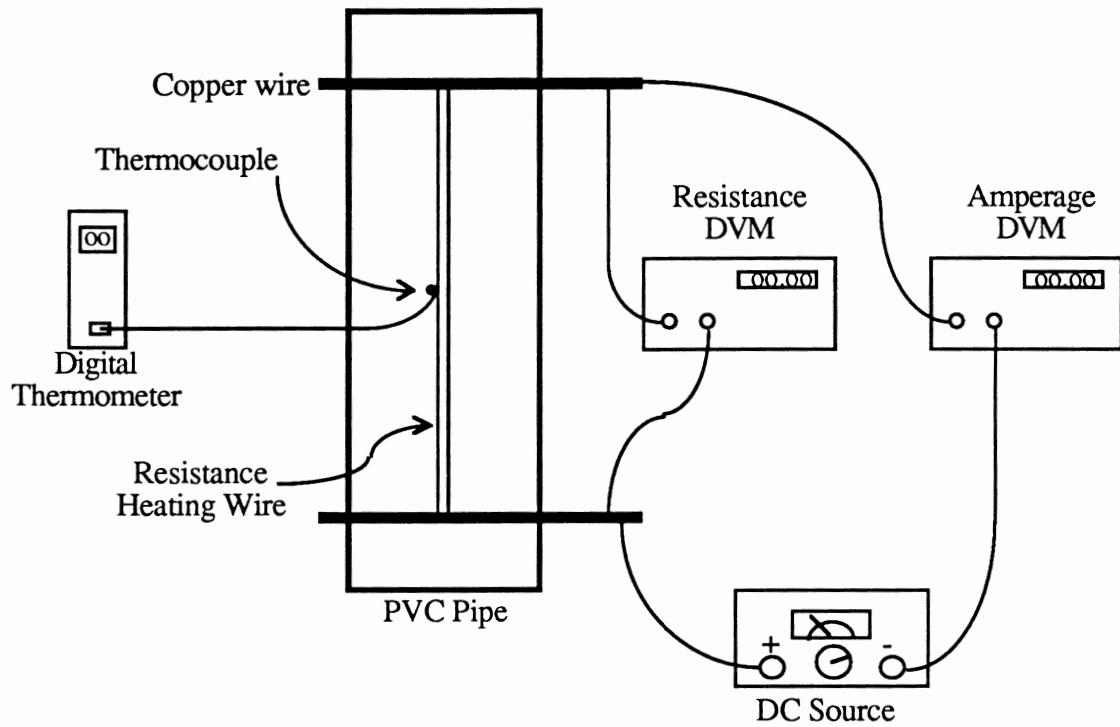 Copper wire
Thermocouple
Resistance
DVM
Amperage
DVM
00
00.00
00.00
Digital
Thermometer
Resistance
Heating Wire
PVC Pipe
+
-
DC Source